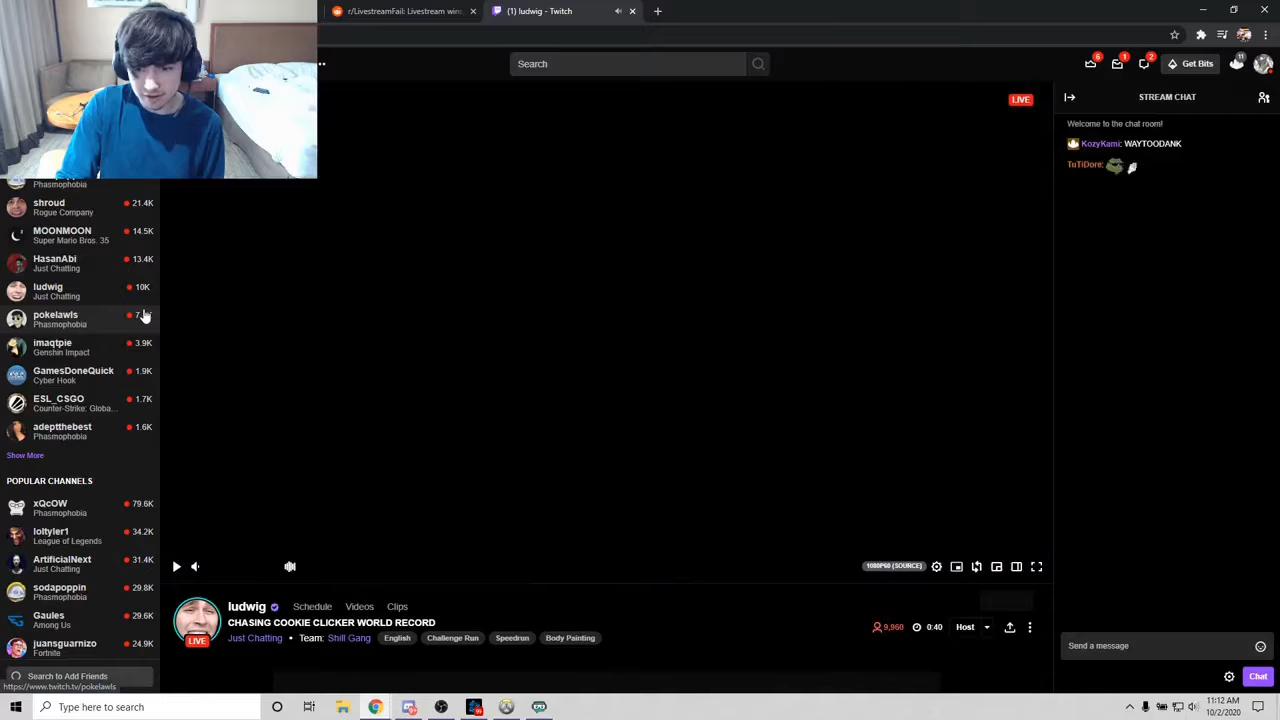 r/LivestreamFail: Livestream win
(1) ludwig - Twitch
Search
6
1
2
Get Bits
LIVE
STREAM CHAT
Welcome to the chat room!
KozyKami: WAYTOODANK
TuTiDore:
Phasmophobia
shroud 21.4K
Rogue Company
MOONMOON 14.5K
Super Mario Bros. 35
HasanAbi 13.4K
Just Chatting
ludwig 10K
Just Chatting
pokelawls
Phasmophobia
imaqtpie 3.9K
Genshin Impact
GamesDoneQuick 1.9K
Cyber Hook
ESL_CSGO 1.7K
Counter-Strike: Globa...
adeptthebest 1.6K
Phasmophobia
Show More
POPULAR CHANNELS
xQcOW 79.6K
Phasmophobia
loltyler1 34.2K
League of Legends
ArtificialNext 31.4K
Just Chatting
sodapoppin 29.8K
Phasmophobia
Gaules 29.6K
Among Us
juansguarnizo 24.9K
Fortnite
Search to Add Friends
https://www.twitch.tv/pokelawls
1080P60 (SOURCE)
ludwig Schedule Videos Clips
CHASING COOKIE CLICKER WORLD RECORD
Just Chatting • Team: Shill Gang English Challenge Run Speedrun Body Painting
LIVE
9,960 0:40 Host
Send a message
Chat
Type here to search
11:12 AM
10/2/2020